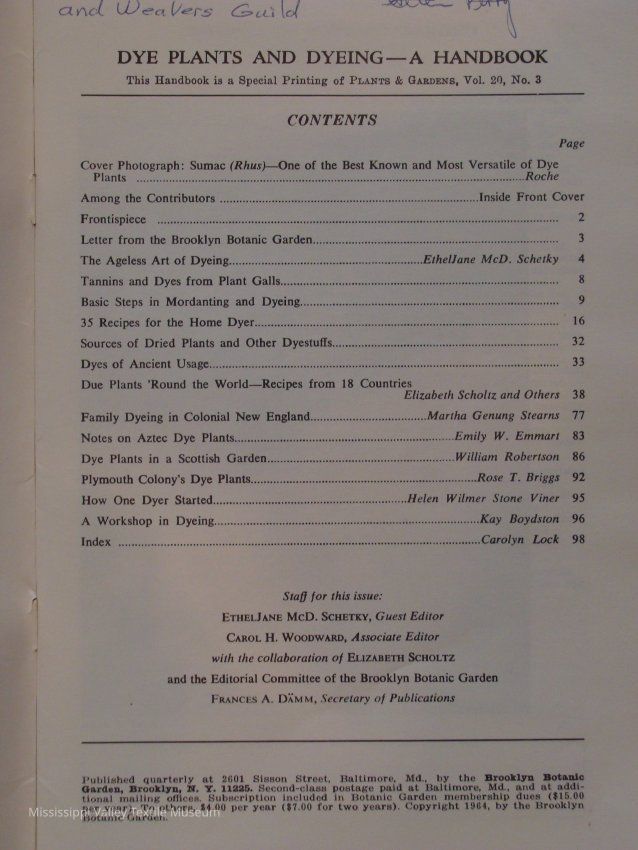 and Weavers Guild
DYE PLANTS AND DYEING—A HANDBOOK
This Handbook is a Special Printing of PLANTS & GARDENS, Vol. 20, No. 3
CONTENTS
Page
Cover Photograph: Sumac (Rhus)—One of the Best Known and Most Versatile of Dye
Plants ........ Roche
Among the Contributors ........ Inside Front Cover
Frontispiece ........ 2
Letter from the Brooklyn Botanic Garden ........ 3
The Ageless Art of Dyeing ........ EthelJane McD. Schetky 4
Tannins and Dyes from Plant Galls ........ 8
Basic Steps in Mordanting and Dyeing ........ 9
35 Recipes for the Home Dyer ........ 16
Sources of Dried Plants and Other Dyestuffs ........ 32
Dyes of Ancient Usage ........ 33
Due Plants 'Round the World—Recipes from 18 Countries
Elizabeth Scholtz and Others 38
Family Dyeing in Colonial New England ........ Martha Genung Stearns 77
Notes on Aztec Dye Plants ........ Emily W. Emmart 83
Dye Plants in a Scottish Garden ........ William Robertson 86
Plymouth Colony's Dye Plants ........ Rose T. Briggs 92
How One Dyer Started ........ Helen Wilmer Stone Viner 95
A Workshop in Dyeing ........ Kay Boydston 96
Index ........ Carolyn Lock 98
Staff for this issue:
ETHELJANE MCD. SCHETKY, Guest Editor
CAROL H. WOODWARD, Associate Editor
with the collaboration of ELIZABETH SCHOLTZ
and the Editorial Committee of the Brooklyn Botanic Garden
FRANCES A. DÄMM, Secretary of Publications
Published quarterly at 2601 Sisson Street, Baltimore, Md., by the Brooklyn Botanic
Garden, Brooklyn, N. Y. 11225. Second-class postage paid at Baltimore, Md., and at addi-
tional mailing offices. Subscription included in Botanic Garden membership dues ($15.00
per year). To others, $4.00 per year ($7.00 for two years). Copyright 1964, by the Brooklyn
Botanic Garden.
Mississippi Valley Textile Museum